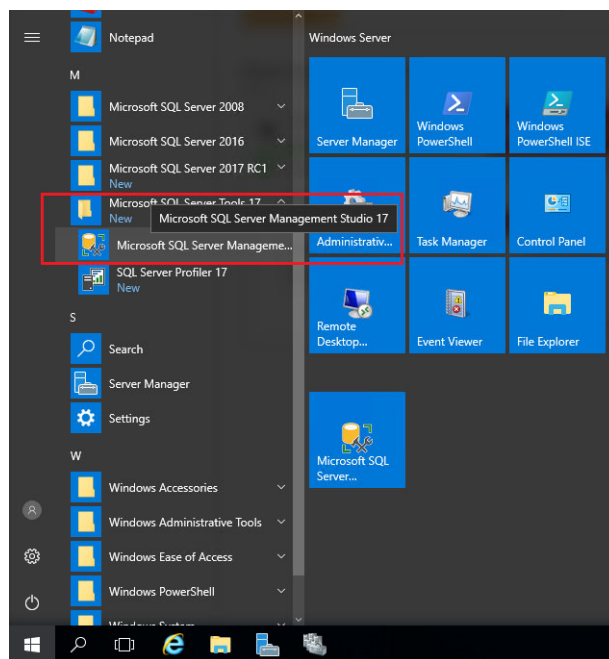 Notepad
M
Microsoft SQL Server 2008
Microsoft SQL Server 2016
Microsoft SQL Server 2017 RC1
New
Microsoft SQL Server Tools 17
New
Microsoft SQL Server Management Studio 17
Microsoft SQL Server Manageme...
SQL Server Profiler 17
New
S
Search
Server Manager
Settings
W
Windows Accessories
Windows Administrative Tools
Windows Ease of Access
Windows PowerShell
Windows System
Windows Server
Server Manager
Windows
PowerShell
Windows
PowerShell ISE
Administrativ...
Task Manager
Control Panel
Remote
Desktop...
Event Viewer
File Explorer
Microsoft SQL
Server...